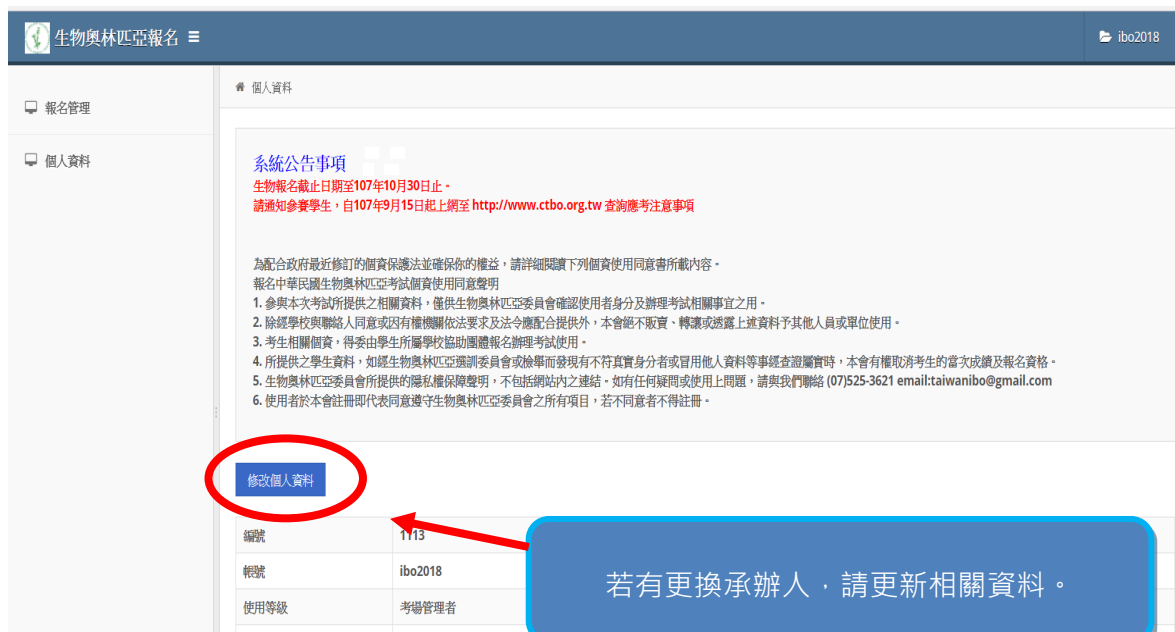 生物奧林匹亞報名
ibo2018
報名管理
個人資料
個人資料
系統公告事項
生物報名截止日期至107年10月30日止。
請通知參賽學生，自107年9月15日起上網至 http://www.ctbo.org.tw 查詢應考注意事項
為配合政府最近修訂的個資保護法並確保你的權益，請詳細閱讀下列個資使用同意書所載內容。
報名中華民國生物奧林匹亞考試個資使用同意聲明
1. 參與本次考試所提供之相關資料，僅供生物奧林匹亞委員會確認使用者身分及辦理考試相關事宜之用。
2. 除經學校與聯絡人同意或因有權機關依法要求及法令應配合提供外，本會絕不販賣、轉讓或透露上述資料予其他人員或單位使用。
3. 考生相關個資，得委由學生所屬學校協助團體報名辦理考試使用。
4. 所提供之學生資料，如經生物奧林匹亞選訓委員會或檢舉而發現有不符真實身分者或冒用他人資料等事經查證屬實時，本會有權取消考生的當次成績及報名資格。
5. 生物奧林匹亞委員會所提供的隱私權保障聲明，不包括網站內之連結。如有任何疑問或使用上問題，請與我們聯絡 (07)525-3621 email:taiwanibo@gmail.com
6. 使用者於本會註冊即代表同意遵守生物奧林匹亞委員會之所有項目，若不同意者不得註冊。
修改個人資料
編號 1113
帳號 ibo2018
使用等級 考場管理者
若有更換承辦人，請更新相關資料。